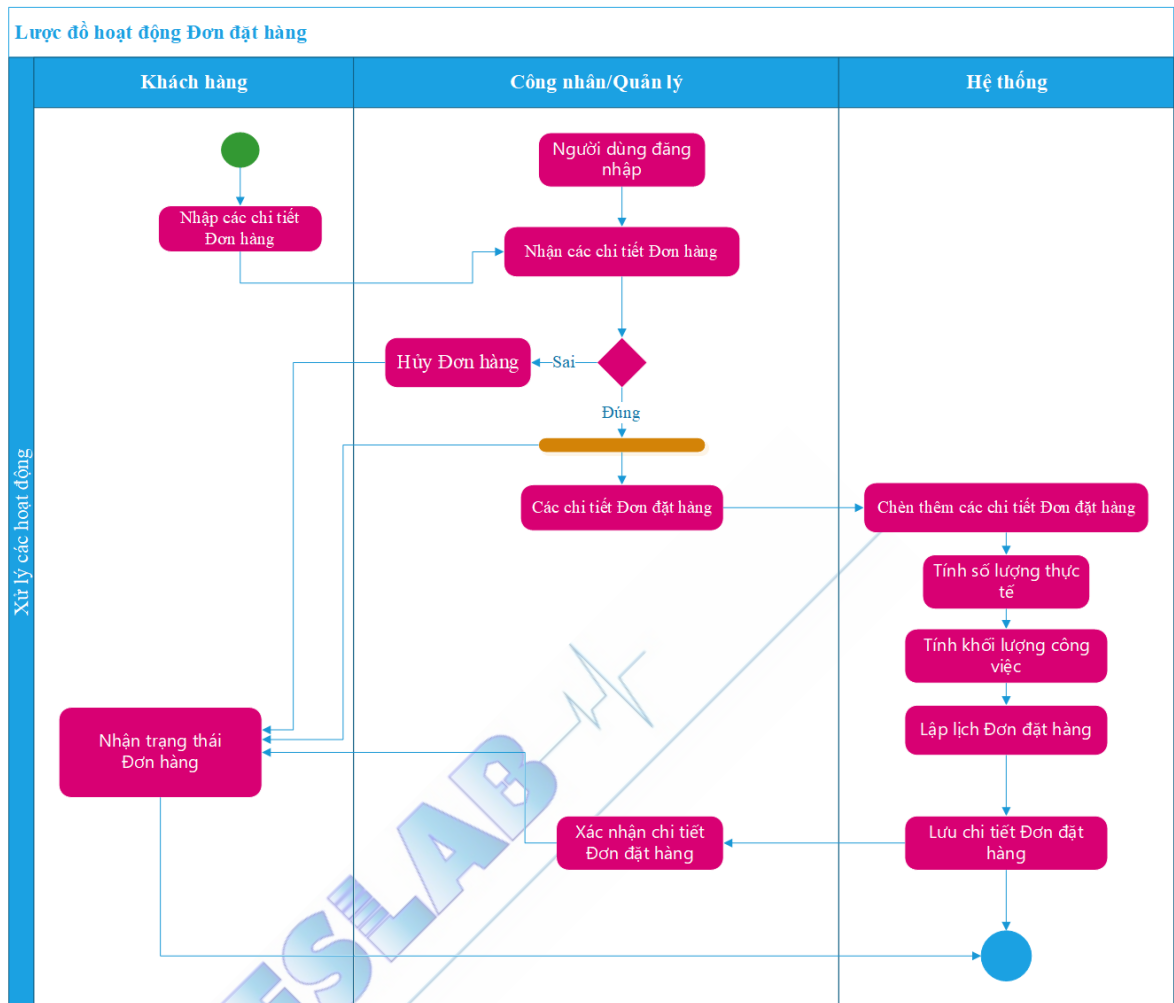 Lược đồ hoạt động Đơn đặt hàng
Khách hàng
Công nhân/Quản lý
Hệ thống
Xử lý các hoạt động
Người dùng đăng
nhập
Nhập các chi tiết
Đơn hàng
Nhận các chi tiết Đơn hàng
Hủy Đơn hàng
Sai
Đúng
Các chi tiết Đơn đặt hàng
Chèn thêm các chi tiết Đơn đặt hàng
Tính số lượng thực
tế
Tính khối lượng công
việc
Lập lịch Đơn đặt hàng
Nhận trạng thái
Đơn hàng
Xác nhận chi tiết
Đơn đặt hàng
Lưu chi tiết Đơn đặt
hàng